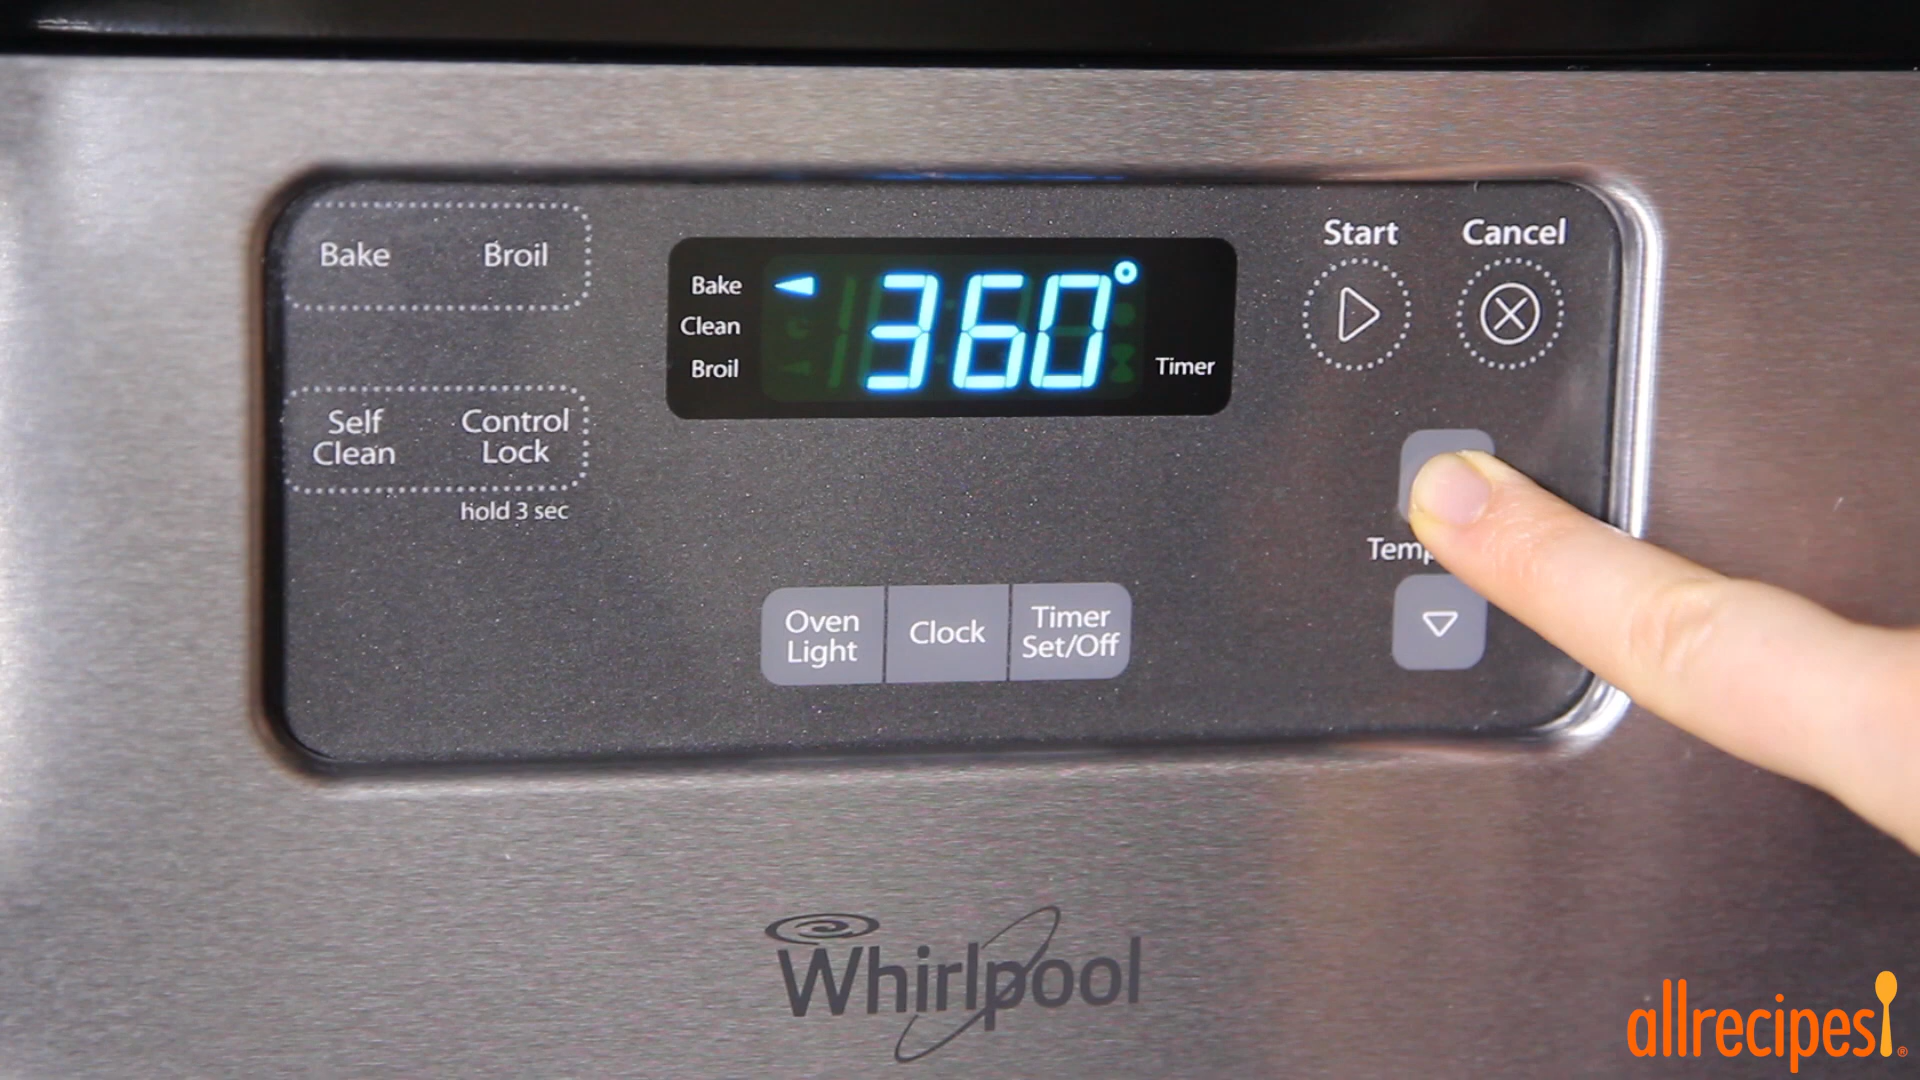 Bake Broil
Self Clean
Control Lock
hold 3 sec
Bake
Clean
Broil
360°
Timer
Start Cancel
Oven Light
Clock
Timer Set/Off
Whirlpool
allrecipes!®